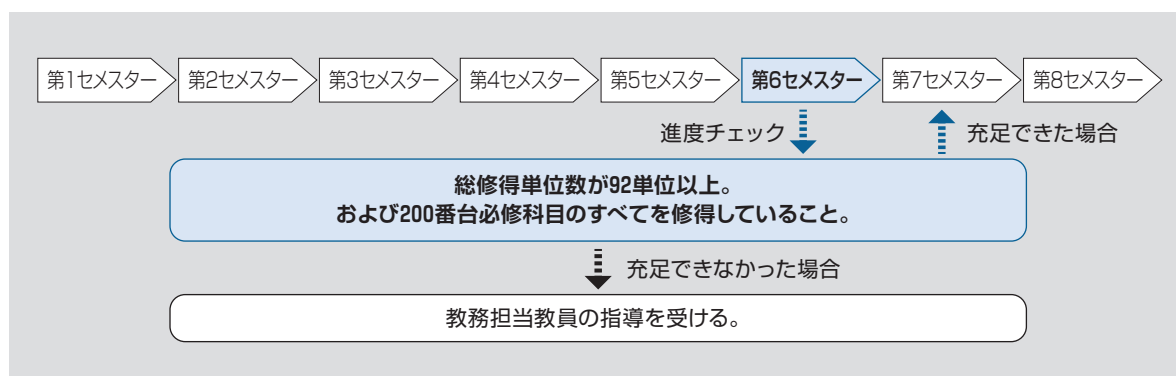 第1セメスター 第2セメスター 第3セメスター 第4セメスター 第5セメスター 第6セメスター 第7セメスター 第8セメスター
進度チェック 充足できた場合
総修得単位数が92単位以上。
および200番台必修科目のすべてを修得していること。
充足できなかった場合
教務担当教員の指導を受ける。